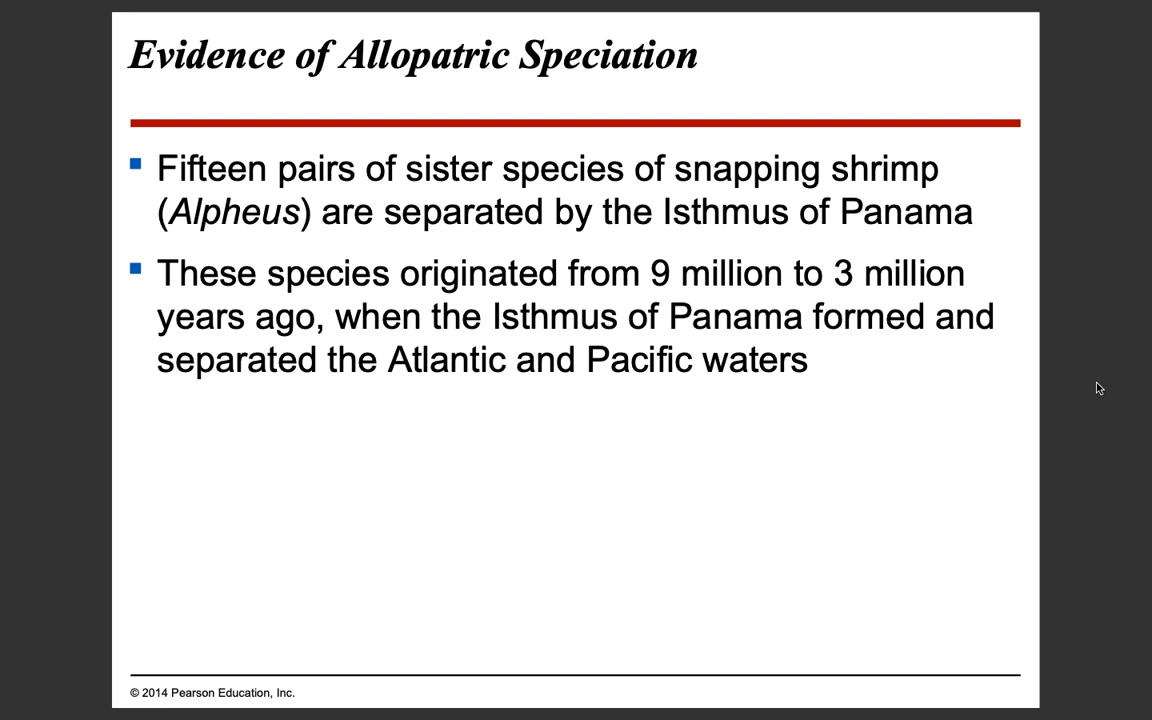 Evidence of Allopatric Speciation
Fifteen pairs of sister species of snapping shrimp
(Alpheus) are separated by the Isthmus of Panama
These species originated from 9 million to 3 million
years ago, when the Isthmus of Panama formed and
separated the Atlantic and Pacific waters
© 2014 Pearson Education, Inc.